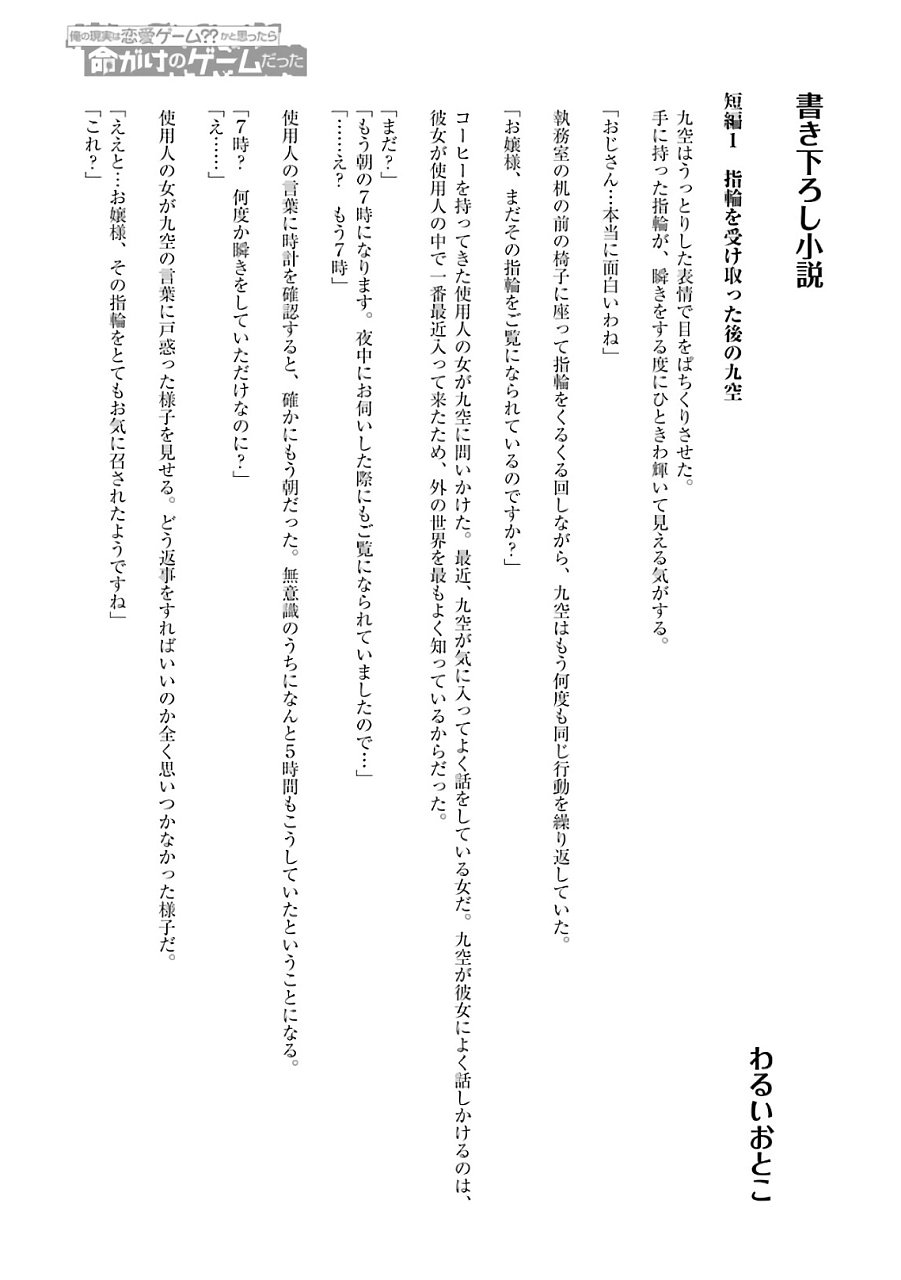 俺の現実は恋愛ゲーム??かと思ったら
命がけのゲームだった
書き下ろし小説
わるいおとこ
短編1　指輪を受け取った後の九空
九空はうっとりした表情で目をぱちくりさせた。
手に持った指輪が、瞬きをする度にひときわ輝いて見える気がする。
「おじさん…本当に面白いわね」
執務室の机の前の椅子に座って指輪をくるくる回しながら、九空はもう何度も同じ行動を繰り返していた。
「お嬢様、まだその指輪をご覧になられているのですか？」
コーヒーを持ってきた使用人の女が九空に問いかけた。最近、九空が気に入ってよく話をしている女だ。九空が彼女によく話しかけるのは、
彼女が使用人の中で一番最近入って来たため、外の世界を最もよく知っているからだった。
「まだ？」
「もう朝の7時になります。夜中にお伺いした際にもご覧になられていましたので…」
「……え？　もう7時」
使用人の言葉に時計を確認すると、確かにもう朝だった。無意識のうちになんと5時間もこうしていたということになる。
「7時？　何度か瞬きをしていただけなのに？」
「え……」
使用人の女が九空の言葉に戸惑った様子を見せる。どう返事をすればいいのか全く思いつかなかった様子だ。
「ええと…お嬢様、その指輪をとてもお気に召されたようですね」
「これ？」